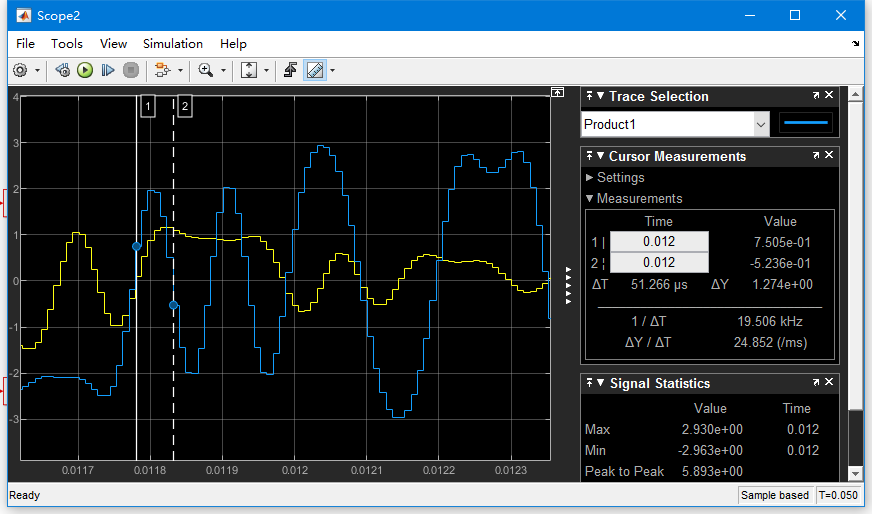 Scope2
File Tools View Simulation Help
1 2
4
3
2
1
0
-1
-2
-3
0.0117 0.0118 0.0119 0.012 0.0121 0.0122 0.0123
Trace Selection
Product1
Cursor Measurements
Settings
Measurements
Time Value
1 | 0.012 7.505e-01
2 ¦ 0.012 -5.236e-01
ΔT 51.266 µs ΔY 1.274e+00
1 / ΔT 19.506 kHz
ΔY / ΔT 24.852 (/ms)
Signal Statistics
Value Time
Max 2.930e+00 0.012
Min -2.963e+00 0.012
Peak to Peak 5.893e+00
Ready Sample based T=0.050